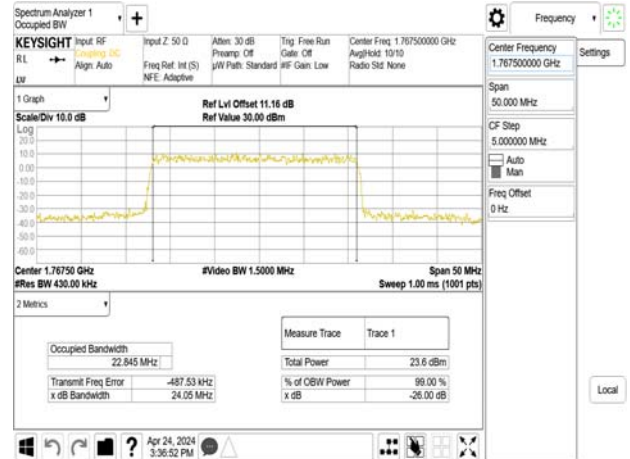 Spectrum Analyzer 1
Occupied BW
Frequency
KEYSIGHT
Input: RF
Coupling: DC
Align: Auto
Input Z: 50 Ω
Freq Ref: Int (S)
NFE: Adaptive
Atten: 30 dB
Preamp: Off
µW Path: Standard
Trig: Free Run
Gate: Off
#IF Gain: Low
Center Freq: 1.767500000 GHz
Avg|Hold: 10/10
Radio Std: None
RL
1 Graph
Scale/Div 10.0 dB
Ref Lvl Offset 11.16 dB
Ref Value 30.00 dBm
Log
20.0
10.0
0.00
-10.0
-20.0
-30.0
-40.0
-50.0
-60.0
Center 1.76750 GHz
#Video BW 1.5000 MHz
Span 50 MHz
#Res BW 430.00 kHz
Sweep 1.00 ms (1001 pts)
2 Metrics
Measure Trace
Trace 1
Occupied Bandwidth
22.845 MHz
Total Power
23.6 dBm
Transmit Freq Error
-487.53 kHz
% of OBW Power
99.00 %
x dB Bandwidth
24.05 MHz
x dB
-26.00 dB
Center Frequency
1.767500000 GHz
Settings
Span
50.000 MHz
CF Step
5.000000 MHz
Auto
Man
Freq Offset
0 Hz
Local
?
Apr 24, 2024
3:36:52 PM